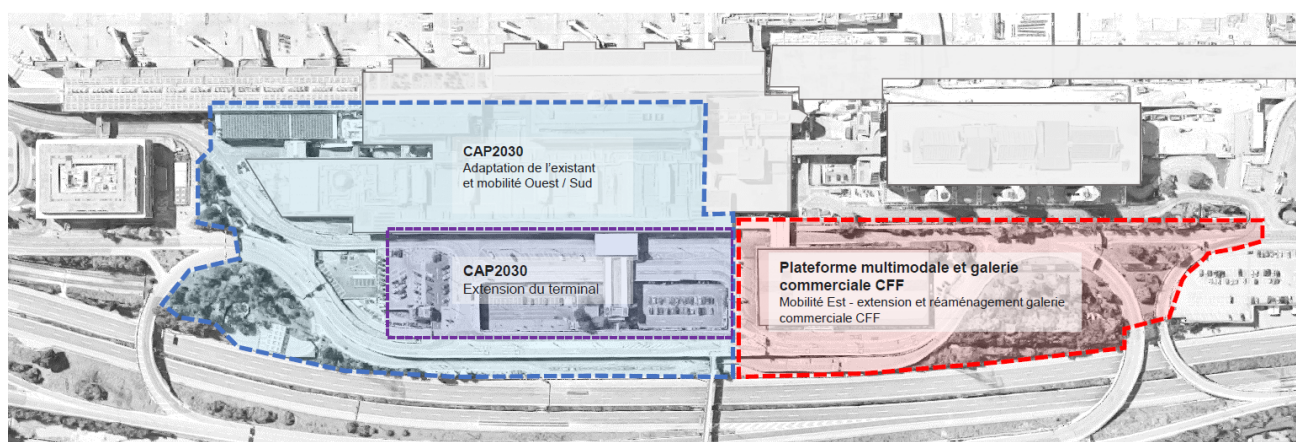 CAP2030
Adaptation de l'existant
et mobilité Ouest / Sud
CAP2030
Extension du terminal
Plateforme multimodale et galerie
commerciale CFF
Mobilité Est - extension et réaménagement galerie
commerciale CFF